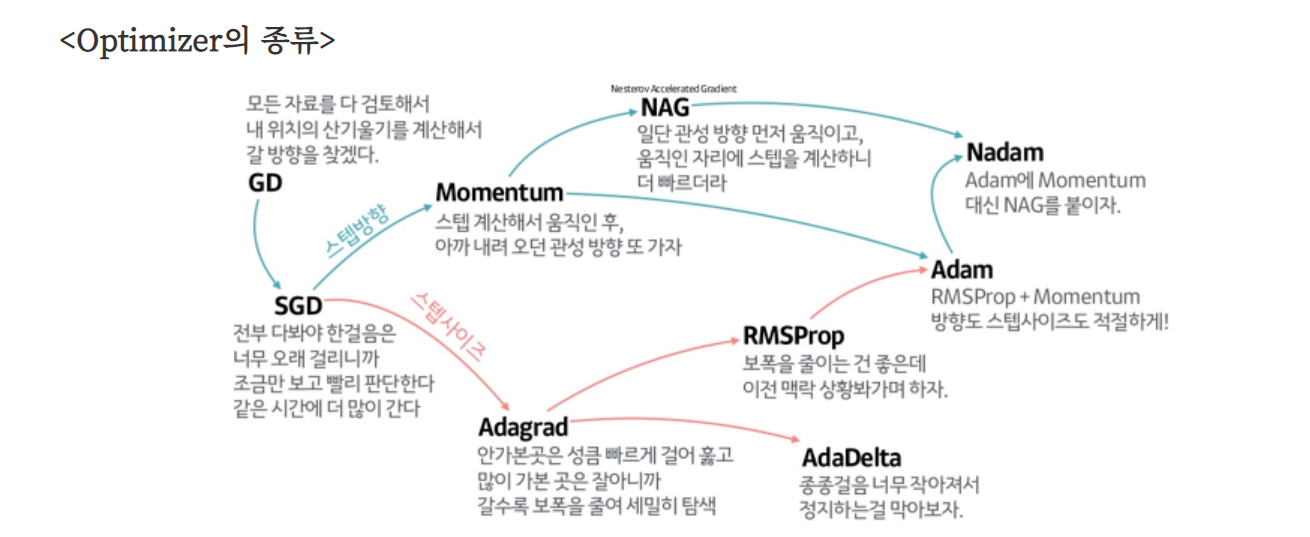 <Optimizer의 종류>
모든 자료를 다 검토해서
내 위치의 산기울기를 계산해서
갈 방향을 찾겠다.
GD
스텝방향
SGD
전부 다봐야 한걸음은
너무 오래 걸리니까
조금만 보고 빨리 판단한다
같은 시간에 더 많이 간다
Momentum
스텝 계산해서 움직인 후,
아까 내려 오던 관성 방향 또 가자
Nesterov Accelerated Gradient
NAG
일단 관성 방향 먼저 움직이고,
움직인 자리에 스텝을 계산하니
더 빠르더라
Nadam
Adam에 Momentum
대신 NAG를 붙이자.
Adam
RMSProp + Momentum
방향도 스텝사이즈도 적절하게!
스텝사이즈
RMSProp
보폭을 줄이는 건 좋은데
이전 맥락 상황봐가며 하자.
Adagrad
안가본곳은 성큼 빠르게 걸어 훓고
많이 가본 곳은 잘아니까
갈수록 보폭을 줄여 세밀히 탐색
AdaDelta
종종걸음 너무 작아져서
정지하는걸 막아보자.